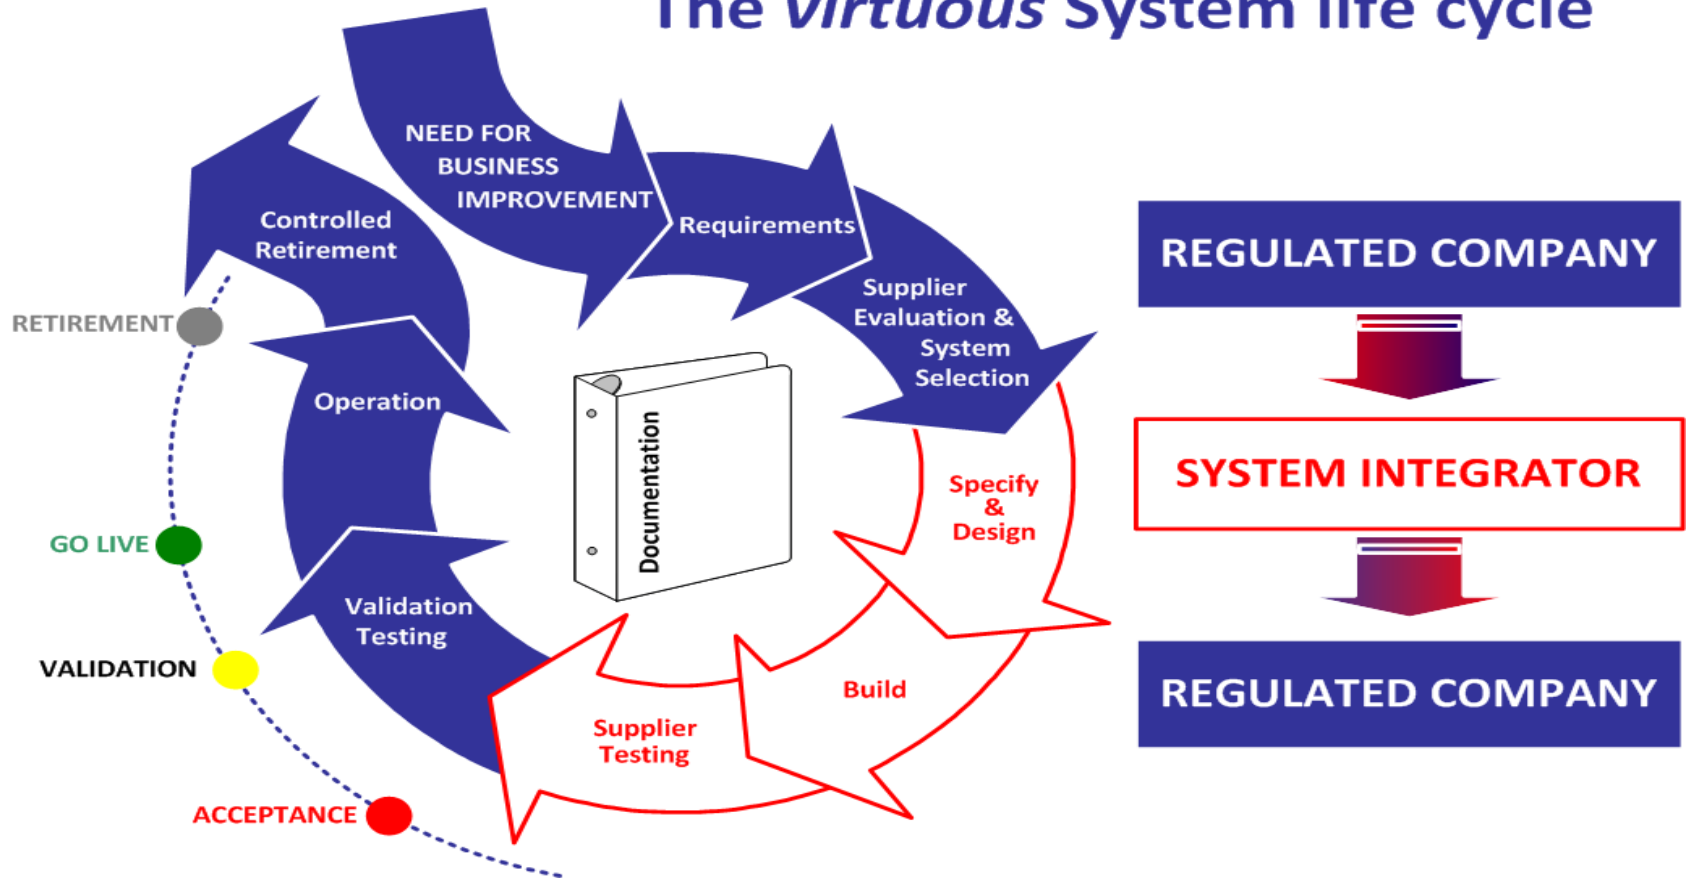 The virtuous System life cycle
NEED FOR
BUSINESS
IMPROVEMENT
Requirements
Supplier
Evaluation &
System
Selection
Specify
&
Design
Build
Supplier
Testing
Validation
Testing
Operation
Controlled
Retirement
Documentation
RETIREMENT
GO LIVE
VALIDATION
ACCEPTANCE
REGULATED COMPANY
SYSTEM INTEGRATOR
REGULATED COMPANY